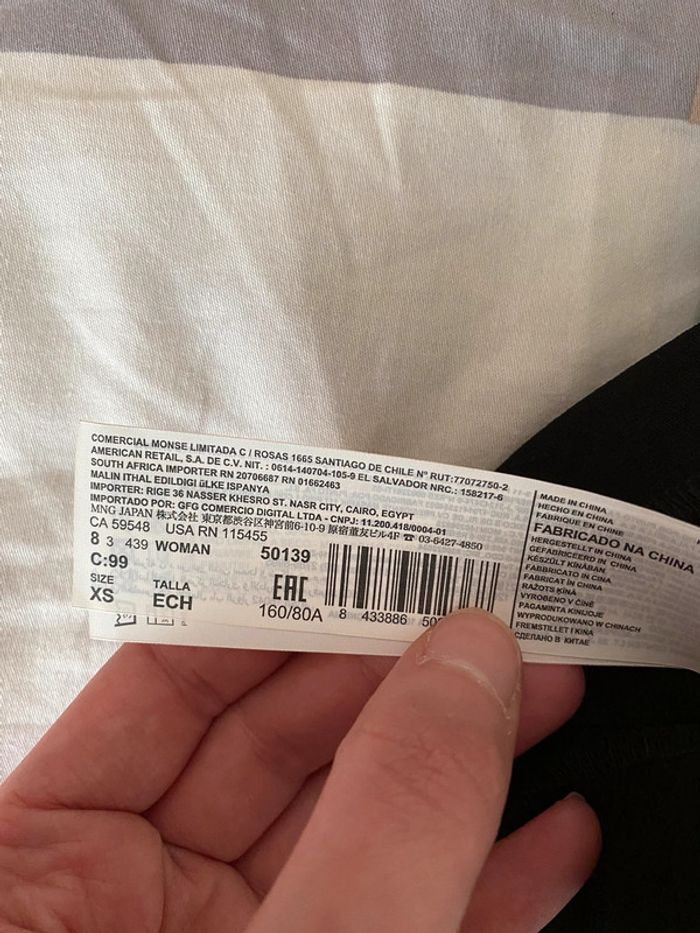 COMERCIAL MONSE LIMITADA C / ROSAS 1665 SANTIAGO DE CHILE Nº RUT:77072750-2
AMERICAN RETAIL, S.A. DE C.V. NIT. : 0614-140704-105-9 EL SALVADOR NRC.: 158217-6
SOUTH AFRICA IMPORTER RN 20706687 RN 01662463
MALIN ITHAL EDILDIGI üLKE ISPANYA
IMPORTER: RIGE 36 NASSER KHESRO ST. NASR CITY, CAIRO, EGYPT
IMPORTADO POR: GFG COMERCIO DIGITAL LTDA - CNPJ: 11.200.418/0004-01
MNG JAPAN 株式会社 東京都渋谷区神宮前6-10-9 原宿董友ビル4F ☎ 03-6427-4850
CA 59548 USA RN 115455
8 3 439 WOMAN 50139
C:99
SIZE TALLA
XS ECH
EAC
160/80A
8 433886
MADE IN CHINA
HECHO EN CHINA
FABRIQUE EN CHINE
FABRICADO NA CHINA
HERGESTELLT IN CHINA
GEFABRICEERD IN CHINA
KÉSZÜLT KÍNÁBAN
FABBRICATO IN CINA
FABRICAT ÎN CHINA
RAŽOTS ĶĪNĀ
VYROBENO V ČÍNĚ
PAGAMINTA KINIJOJE
WYPRODUKOWANO W CHINACH
FREMSTILLET I KINA
СДЕЛАНО В КИТАЕ